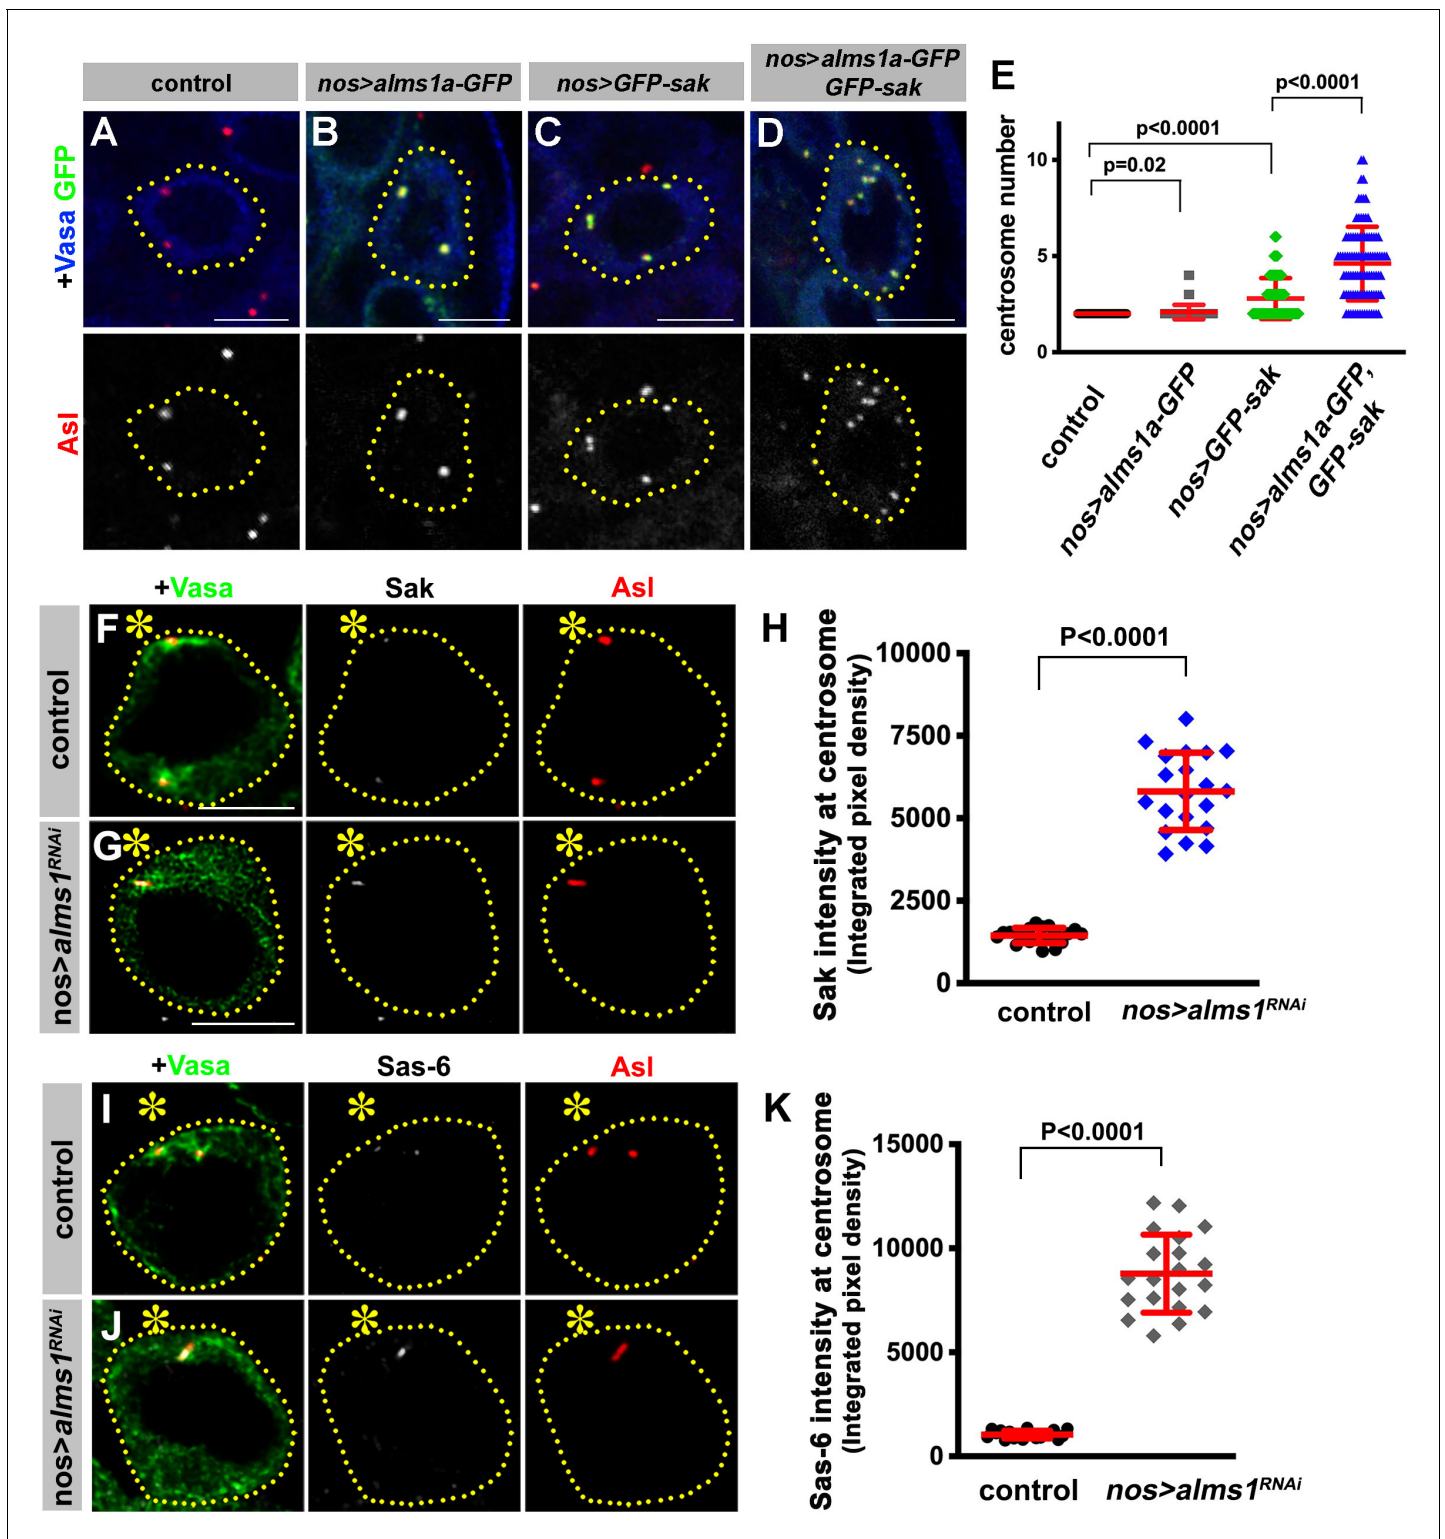 control
nos>alms1a-GFP
nos>GFP-sak
nos>alms1a-GFP
GFP-sak
+Vasa GFP
A
B
C
D
Asl
E
p<0.0001
p<0.0001
p=0.02
centrosome number
10
5
0
control
nos>alms1a-GFP
nos>GFP-sak
nos>alms1a-GFP,
GFP-sak
+Vasa
Sak
Asl
control
F
nos>alms1RNAi
G
H
P<0.0001
Sak intensity at centrosome
(Integrated pixel density)
10000
7500
5000
2500
0
control
nos>alms1RNAi
+Vasa
Sas-6
Asl
control
I
nos>alms1RNAi
J
K
P<0.0001
Sas-6 intensity at centrosome
(Integrated pixel density)
15000
10000
5000
0
control
nos>alms1RNAi